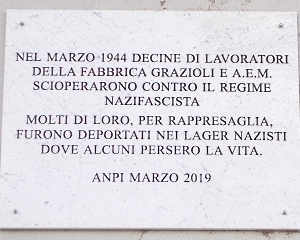 NEL MARZO 1944 DECINE DI LAVORATORI
DELLA FABBRICA GRAZIOLI E A.E.M.
SCIOPERARONO CONTRO IL REGIME
NAZIFASCISTA
MOLTI DI LORO, PER RAPPRESAGLIA,
FURONO DEPORTATI NEI LAGER NAZISTI
DOVE ALCUNI PERSERO LA VITA.
ANPI MARZO 2019